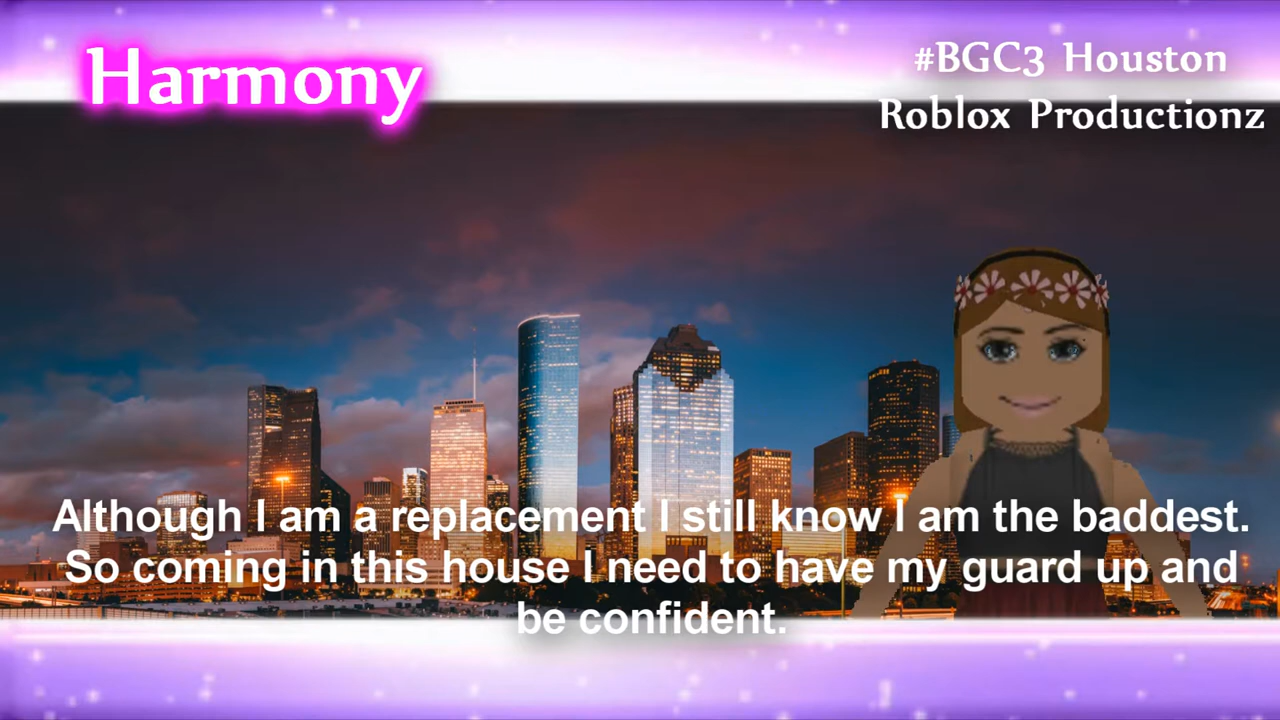 Harmony
#BGC3 Houston
Roblox Productionz
Although I am a replacement I still know I am the baddest.
So coming in this house I need to have my guard up and
be confident.